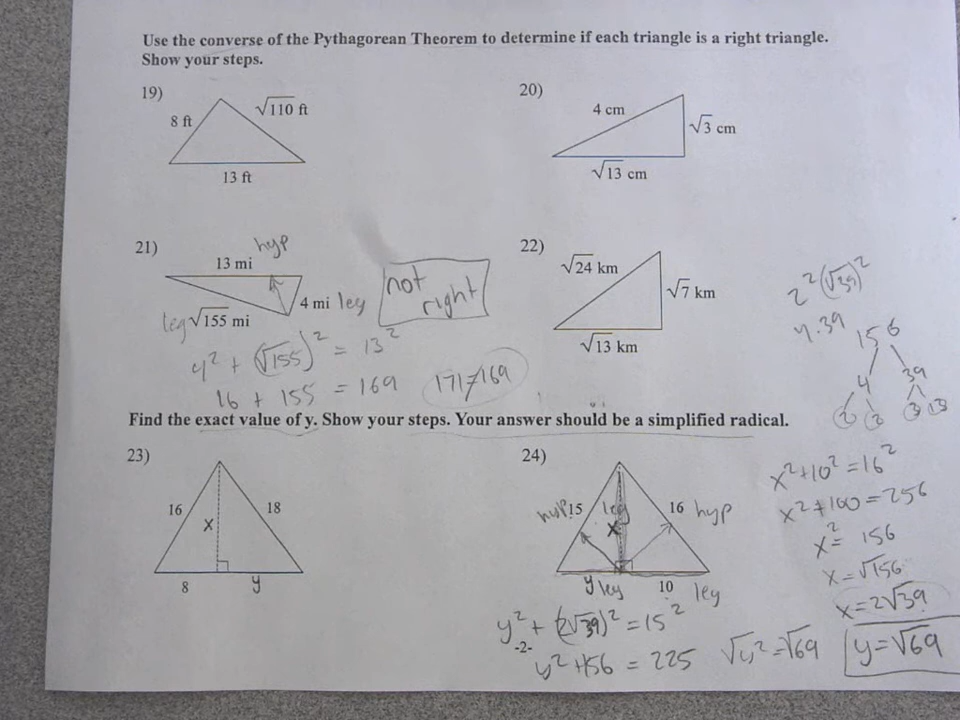 Use the converse of the Pythagorean Theorem to determine if each triangle is a right triangle.
Show your steps.
19)
8 ft
√110 ft
13 ft
20)
4 cm
√3 cm
√13 cm
21)
hyp
13 mi
4 mi leg
leg √155 mi
not
right
4² + (√155)² = 13²
16 + 155 = 169
171≠169
22)
√24 km
√7 km
√13 km
2²(√39)²
4·39
156
4 39
2 2 3 13
Find the exact value of y. Show your steps. Your answer should be a simplified radical.
23)
16
x
18
8
y
24)
hyp 15
leg
x
16 hyp
y leg
10 leg
x²+10²=16²
x²+100=256
x²= 156
x=√156
x=2√39
y²+(2√39)²=15²
-2-
y²+156 = 225
√y²=√69
y=√69